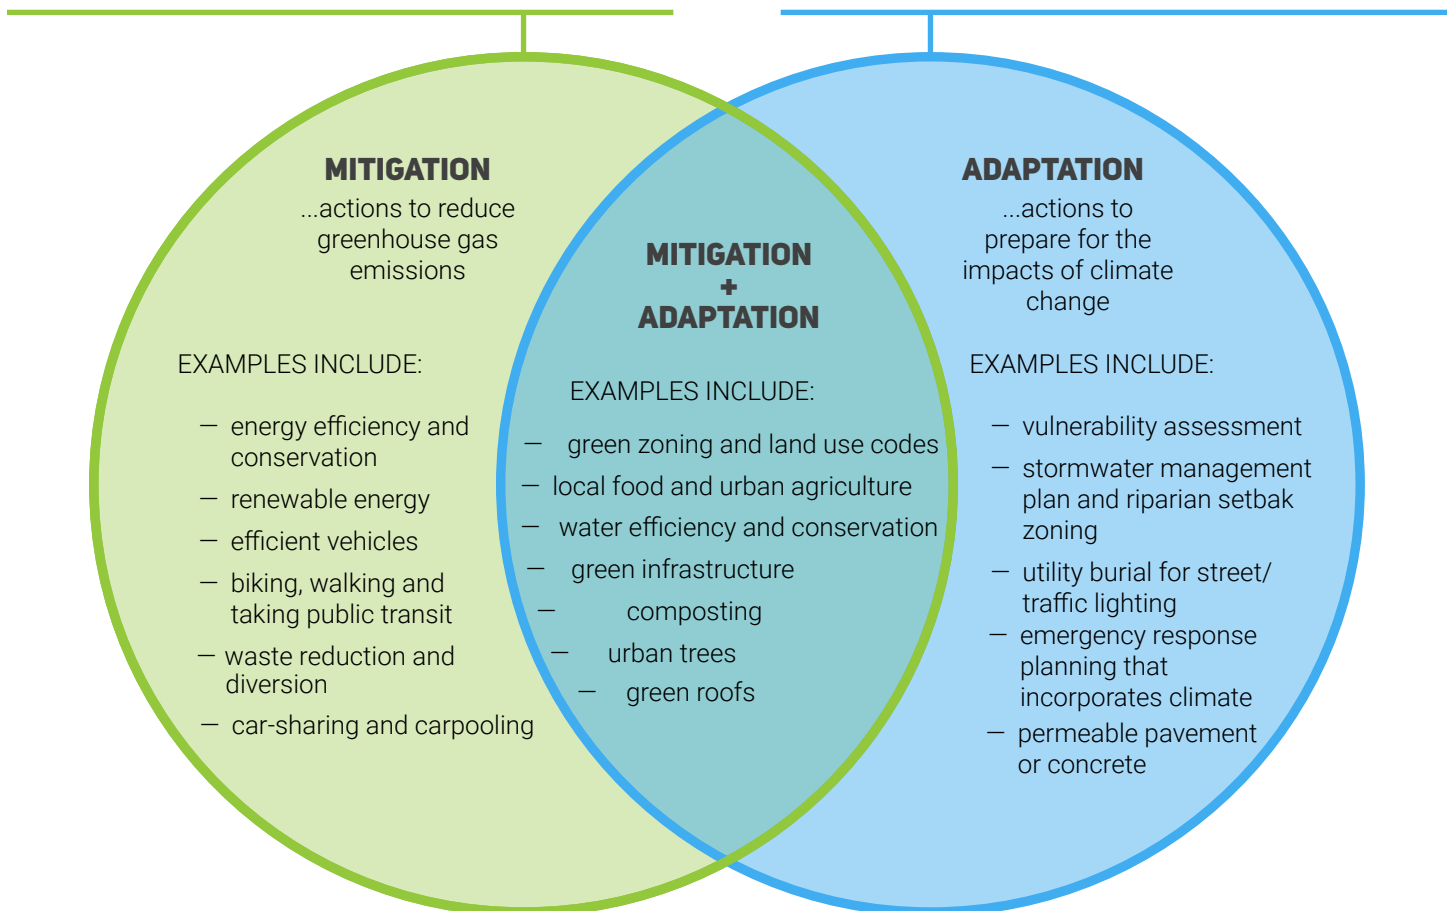 MITIGATION
...actions to reduce
greenhouse gas
emissions
EXAMPLES INCLUDE:
– energy efficiency and
conservation
– renewable energy
– efficient vehicles
– biking, walking and
taking public transit
– waste reduction and
diversion
– car-sharing and carpooling
MITIGATION
+
ADAPTATION
EXAMPLES INCLUDE:
– green zoning and land use codes
– local food and urban agriculture
– water efficiency and conservation
– green infrastructure
– composting
– urban trees
– green roofs
ADAPTATION
...actions to
prepare for the
impacts of climate
change
EXAMPLES INCLUDE:
– vulnerability assessment
– stormwater management
plan and riparian setbak
zoning
– utility burial for street/
traffic lighting
– emergency response
planning that
incorporates climate
– permeable pavement
or concrete